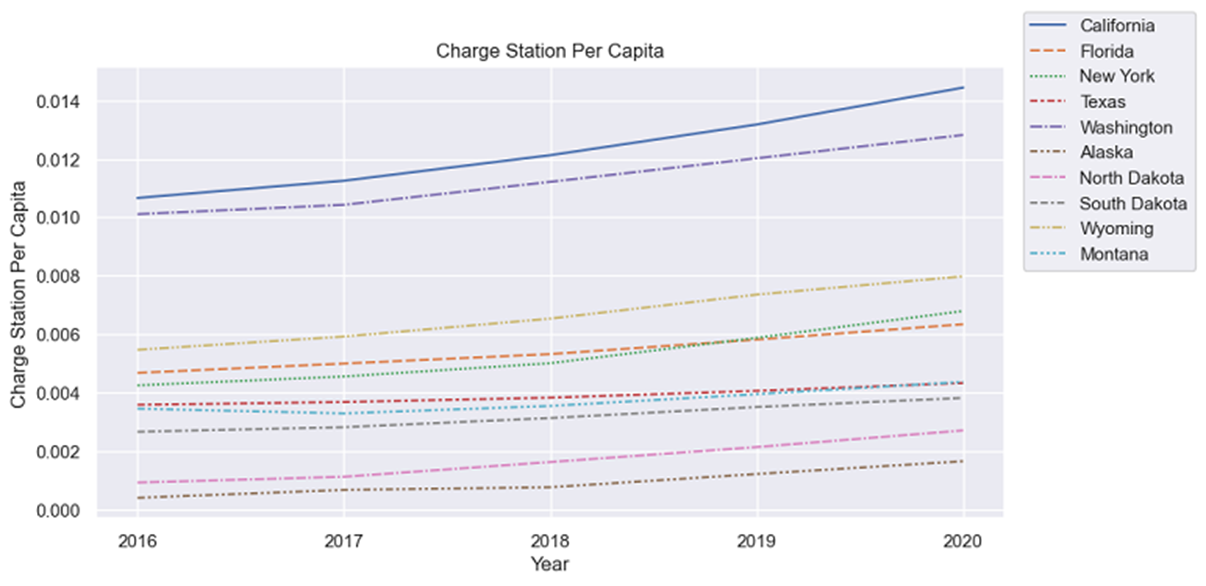 Charge Station Per Capita
Charge Station Per Capita
0.014
0.012
0.010
0.008
0.006
0.004
0.002
0.000
2016 2017 2018 2019 2020
Year
California
Florida
New York
Texas
Washington
Alaska
North Dakota
South Dakota
Wyoming
Montana